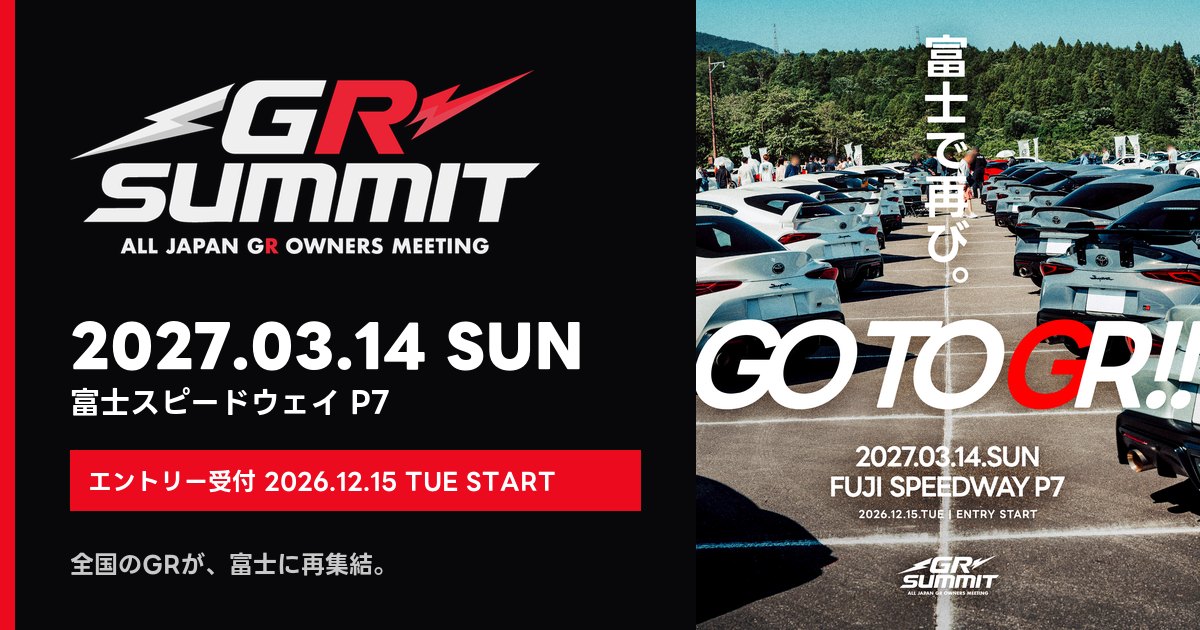 GR
SUMMIT
ALL JAPAN GR OWNERS MEETING
2027.03.14 SUN
富士スピードウェイ P7
エントリー受付 2026.12.15 TUE START
全国のGRが、富士に再集結。
富士で再び。
GO TO GR!!
2027.03.14.SUN
FUJI SPEEDWAY P7
2026.12.15.TUE | ENTRY START
GR
SUMMIT
ALL JAPAN GR OWNERS MEETING